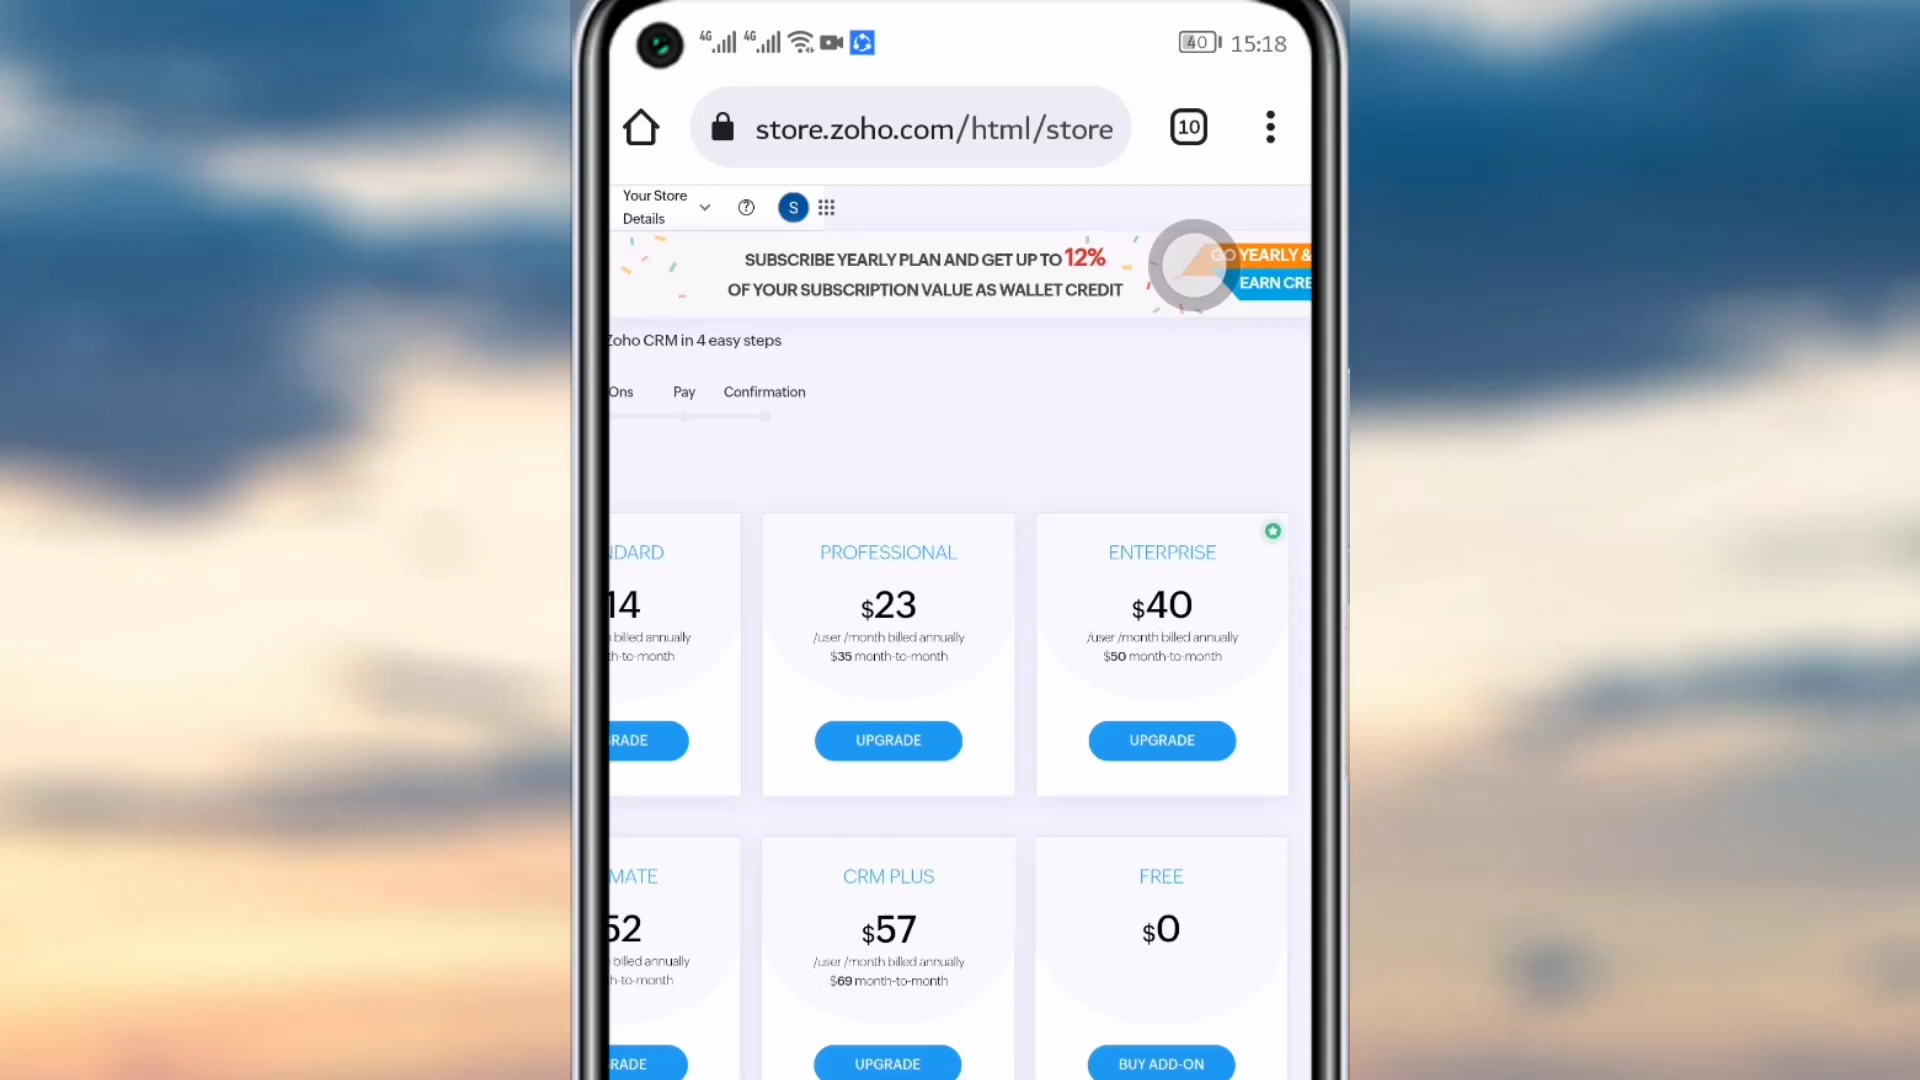 4G 4G 40 15:18
store.zoho.com/html/store 10
Your Store
Details
? S
SUBSCRIBE YEARLY PLAN AND GET UP TO 12%
OF YOUR SUBSCRIPTION VALUE AS WALLET CREDIT
GO YEARLY &
EARN CRE
Zoho CRM in 4 easy steps
Ons Pay Confirmation
NDARD
14
billed annually
th-to-month
RADE
PROFESSIONAL
$23
/user /month billed annually
$35 month-to-month
UPGRADE
ENTERPRISE
$40
/user /month billed annually
$50 month-to-month
UPGRADE
MATE
52
billed annually
h-to-month
RADE
CRM PLUS
$57
/user /month billed annually
$69 month-to-month
UPGRADE
FREE
$0
BUY ADD-ON